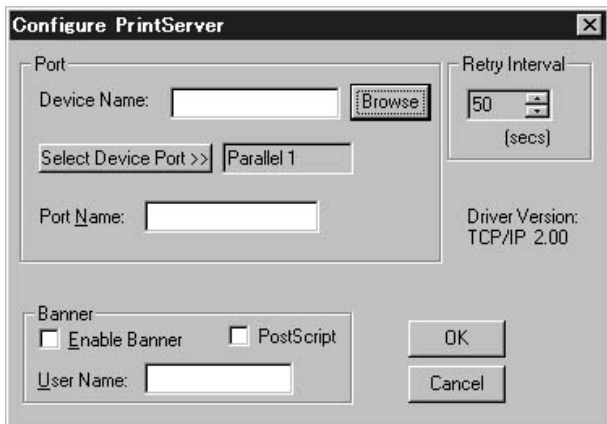 Configure PrintServer
Port
Device Name:
Browse
Select Device Port >>
Parallel 1
Port Name:
Retry Interval
50
(secs)
Driver Version:
TCP/IP 2.00
Banner
Enable Banner
PostScript
User Name:
OK
Cancel